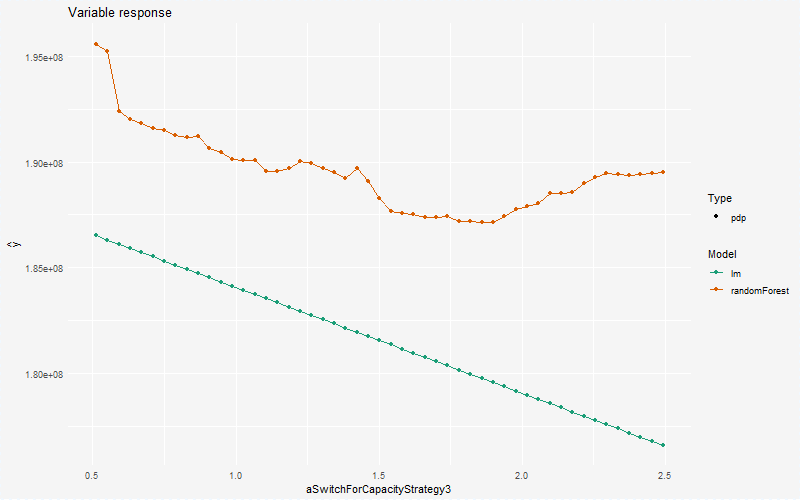 Variable response
1.95e+08
1.90e+08
1.85e+08
1.80e+08
ŷ
0.5 1.0 1.5 2.0 2.5
aSwitchForCapacityStrategy3
Type
pdp
Model
lm
randomForest